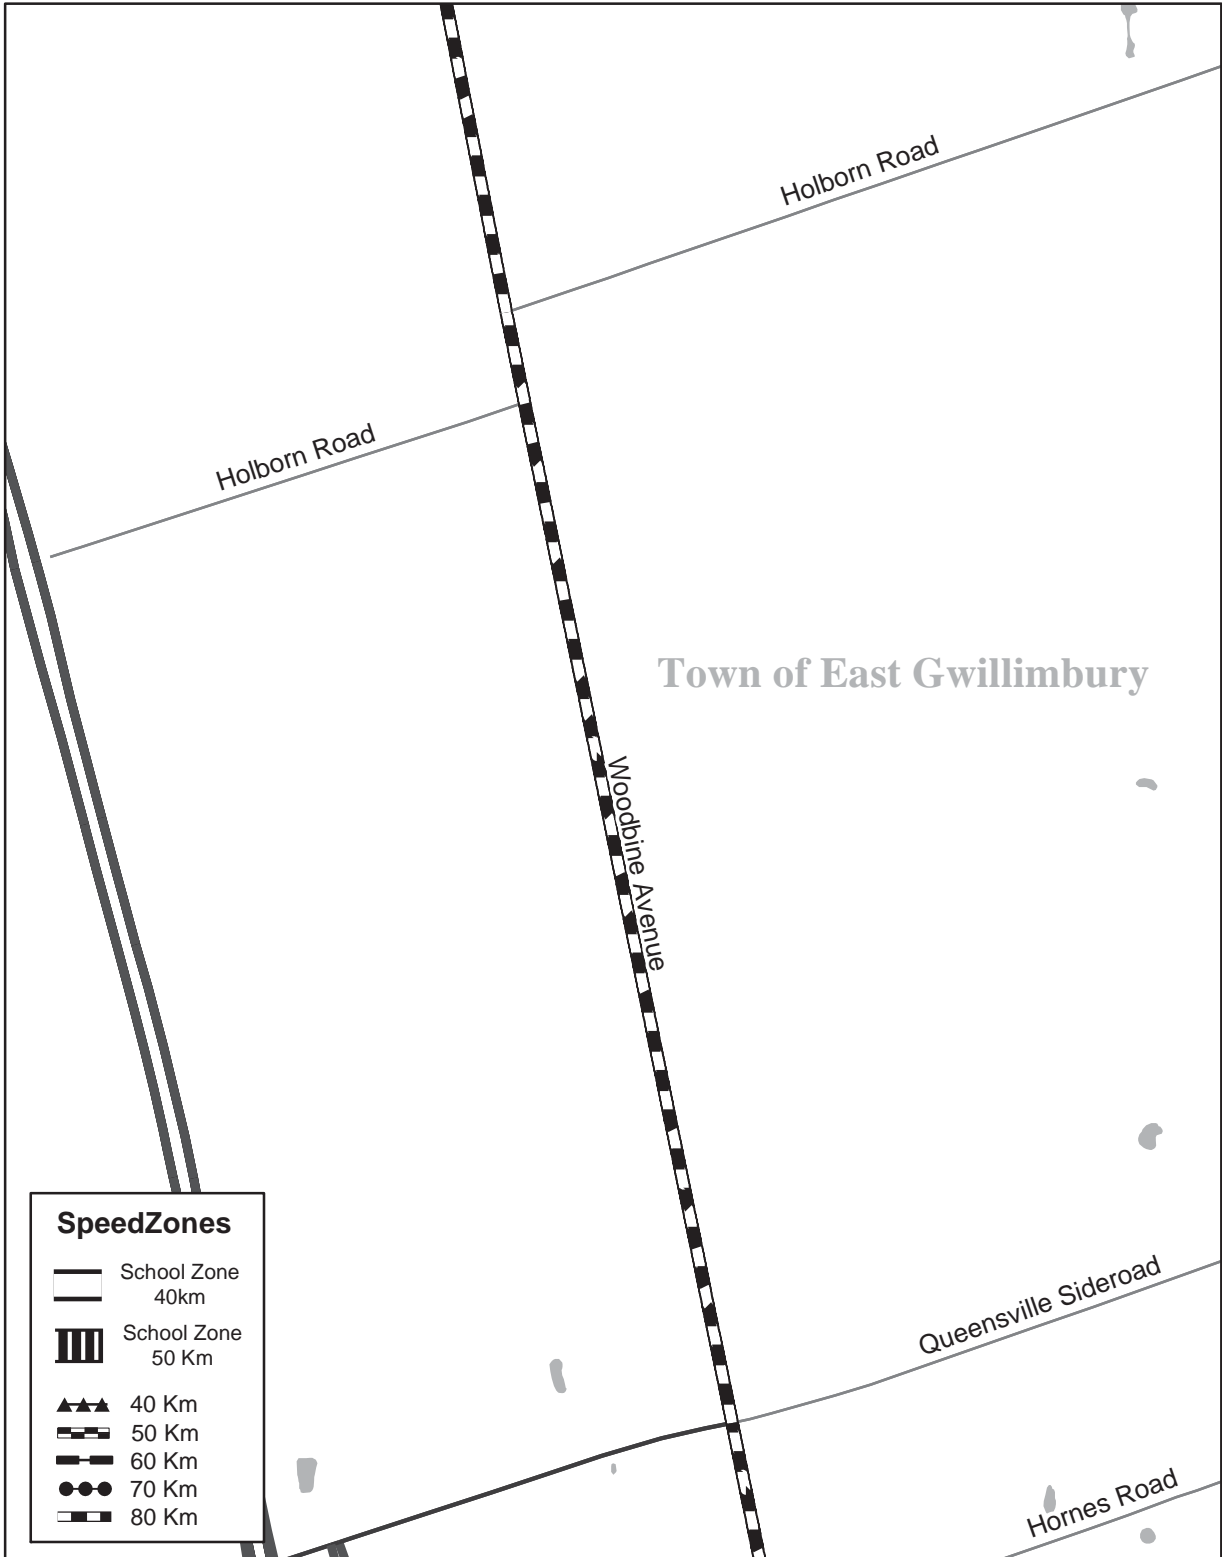 Holborn Road
Holborn Road
Town of East Gwillimbury
Woodbine Avenue
Queensville Sideroad
Hornes Road
SpeedZones
School Zone
40km
School Zone
50 Km
40 Km
50 Km
60 Km
70 Km
80 Km